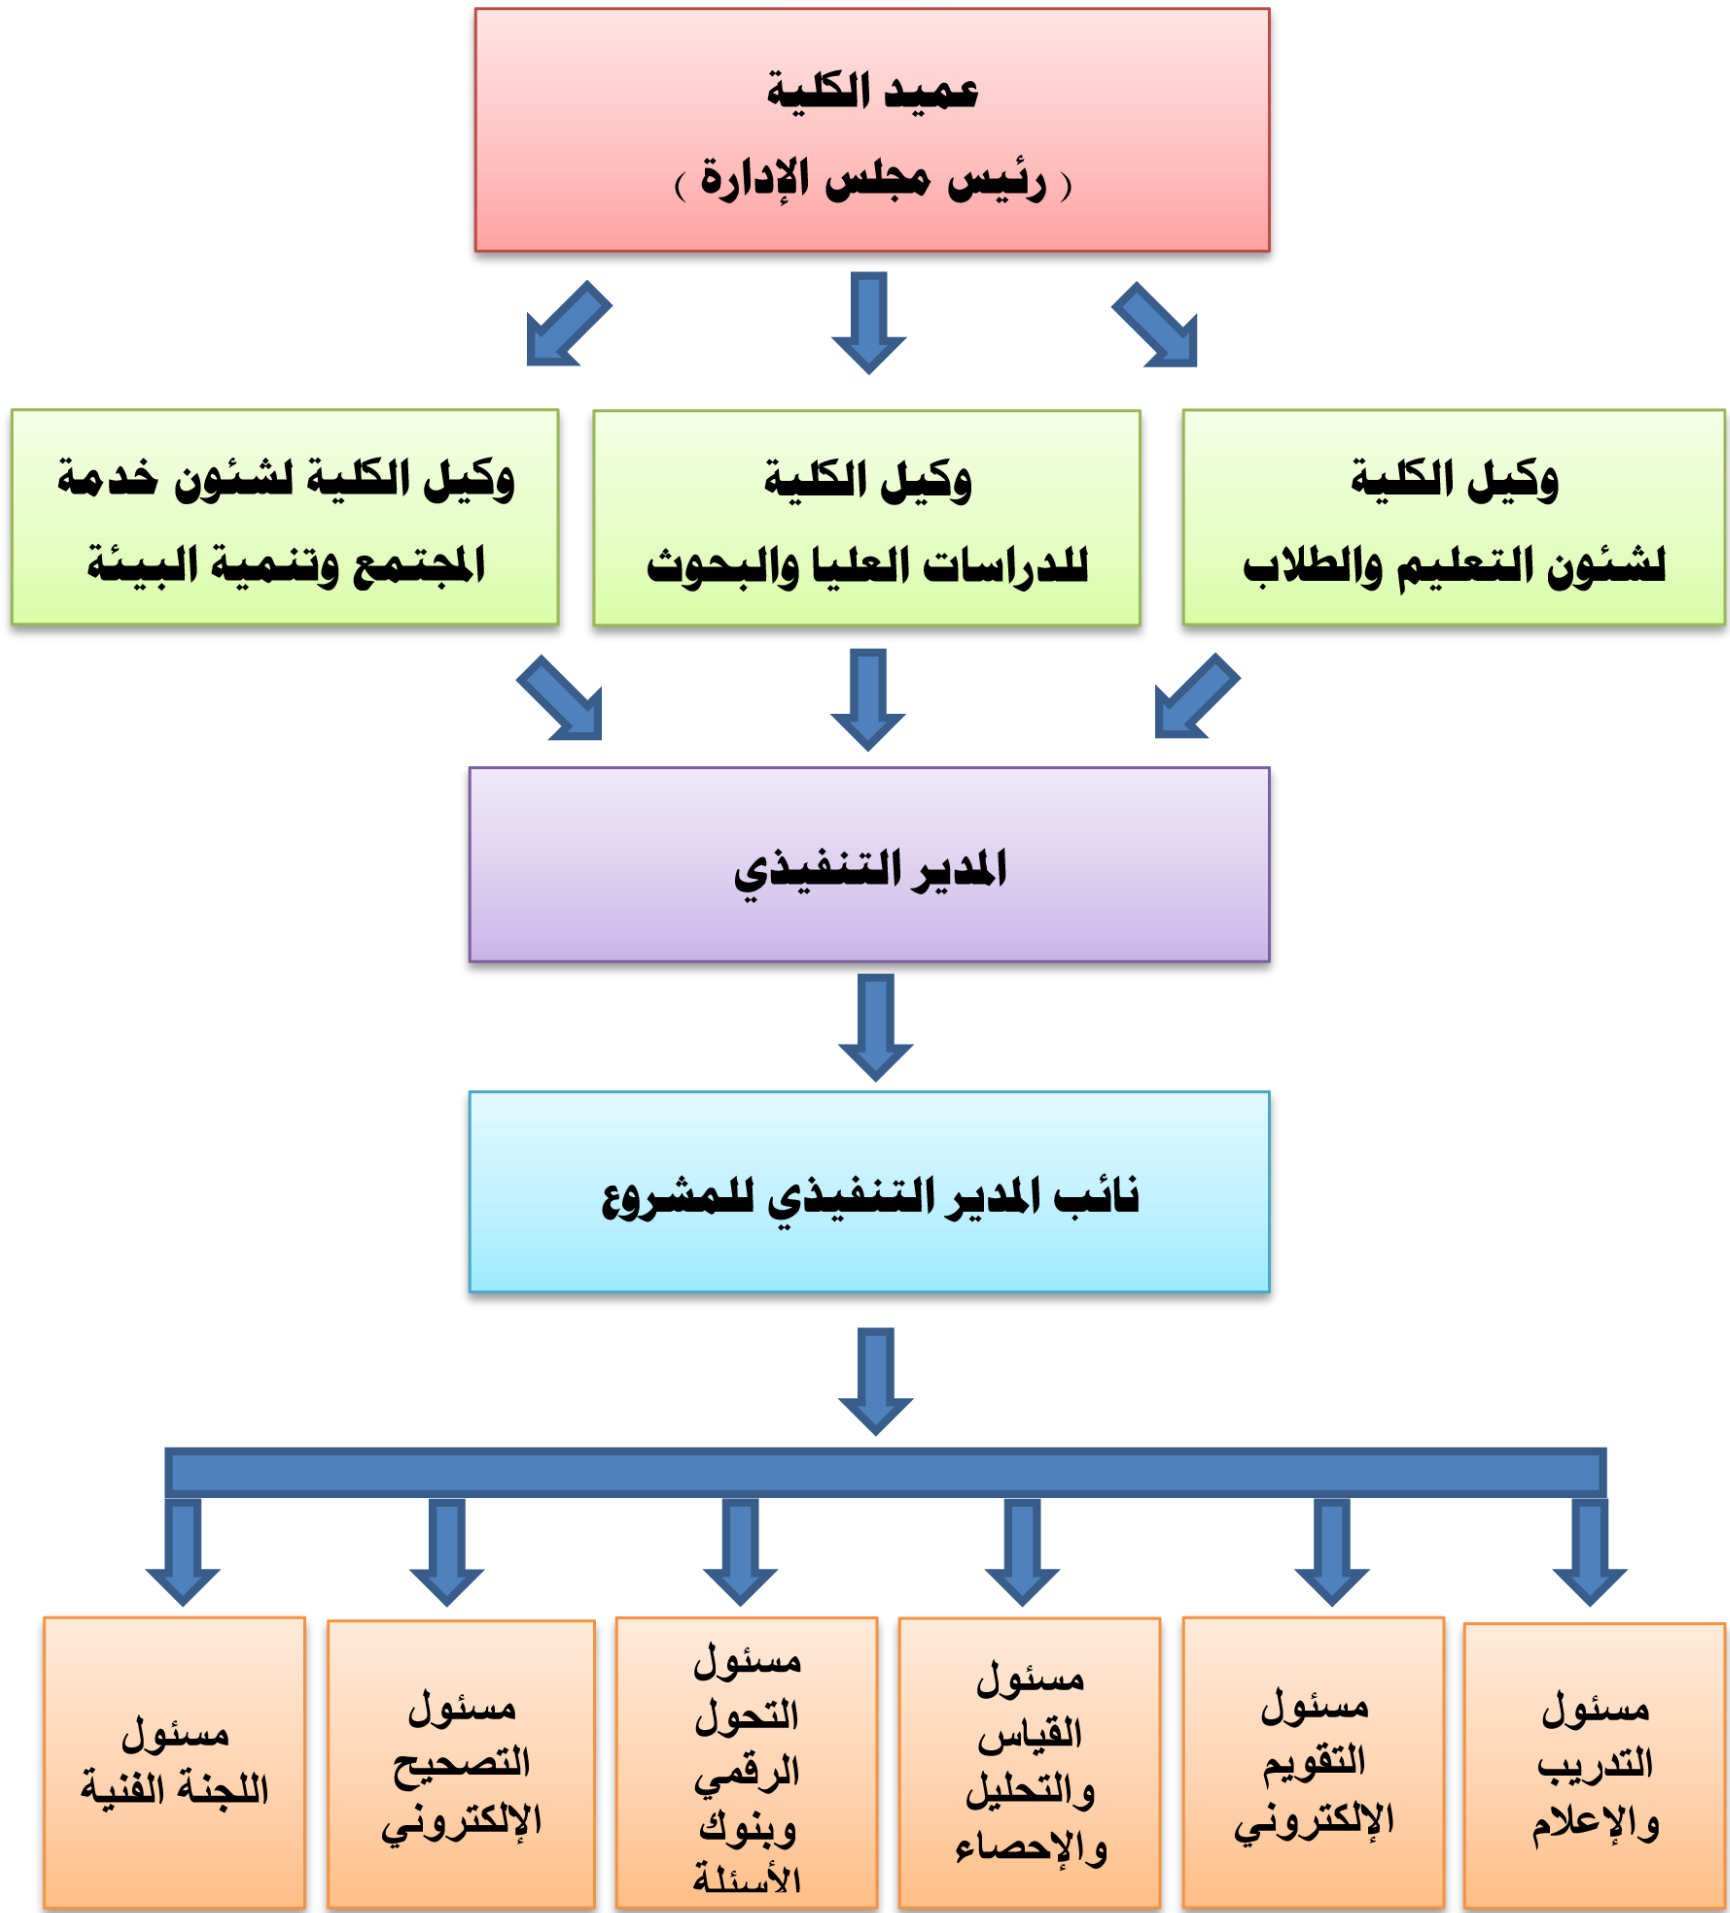 عميد الكلية
( رئيس مجلس الإدارة )
وكيل الكلية
لشئون التعليم والطلاب
وكيل الكلية
للدراسات العليا والبحوث
وكيل الكلية لشئون خدمة
المجتمع وتنمية البيئة
المدير التنفيذي
نائب المدير التنفيذي للمشروع
مسئول
التدريب
والإعلام
مسئول
التقويم
الإلكتروني
مسئول
القياس
والتحليل
والإحصاء
مسئول
التحول
الرقمي
وبنوك
الأسئلة
مسئول
التصحيح
الإلكتروني
مسئول
اللجنة الفنية